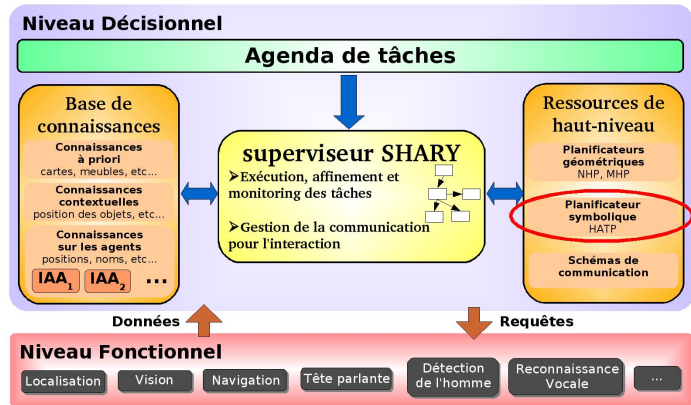 Niveau Décisionnel
Agenda de tâches
Base de
connaissances
Connaissances
à priori
cartes, meubles, etc...
Connaissances
contextuelles
position des objets, etc...
Connaissances
sur les agents
positions, noms, etc...
IAA1 IAA2 ...
superviseur SHARY
➢Exécution, affinement et
monitoring des tâches
➢Gestion de la communication
pour l'interaction
Ressources de
haut-niveau
Planificateurs
géométriques
NHP, MHP
Planificateur
symbolique
HATP
Schémas de
communication
Données
Requêtes
Niveau Fonctionnel
Localisation
Vision
Navigation
Tête parlante
Détection
de l'homme
Reconnaissance
Vocale
...